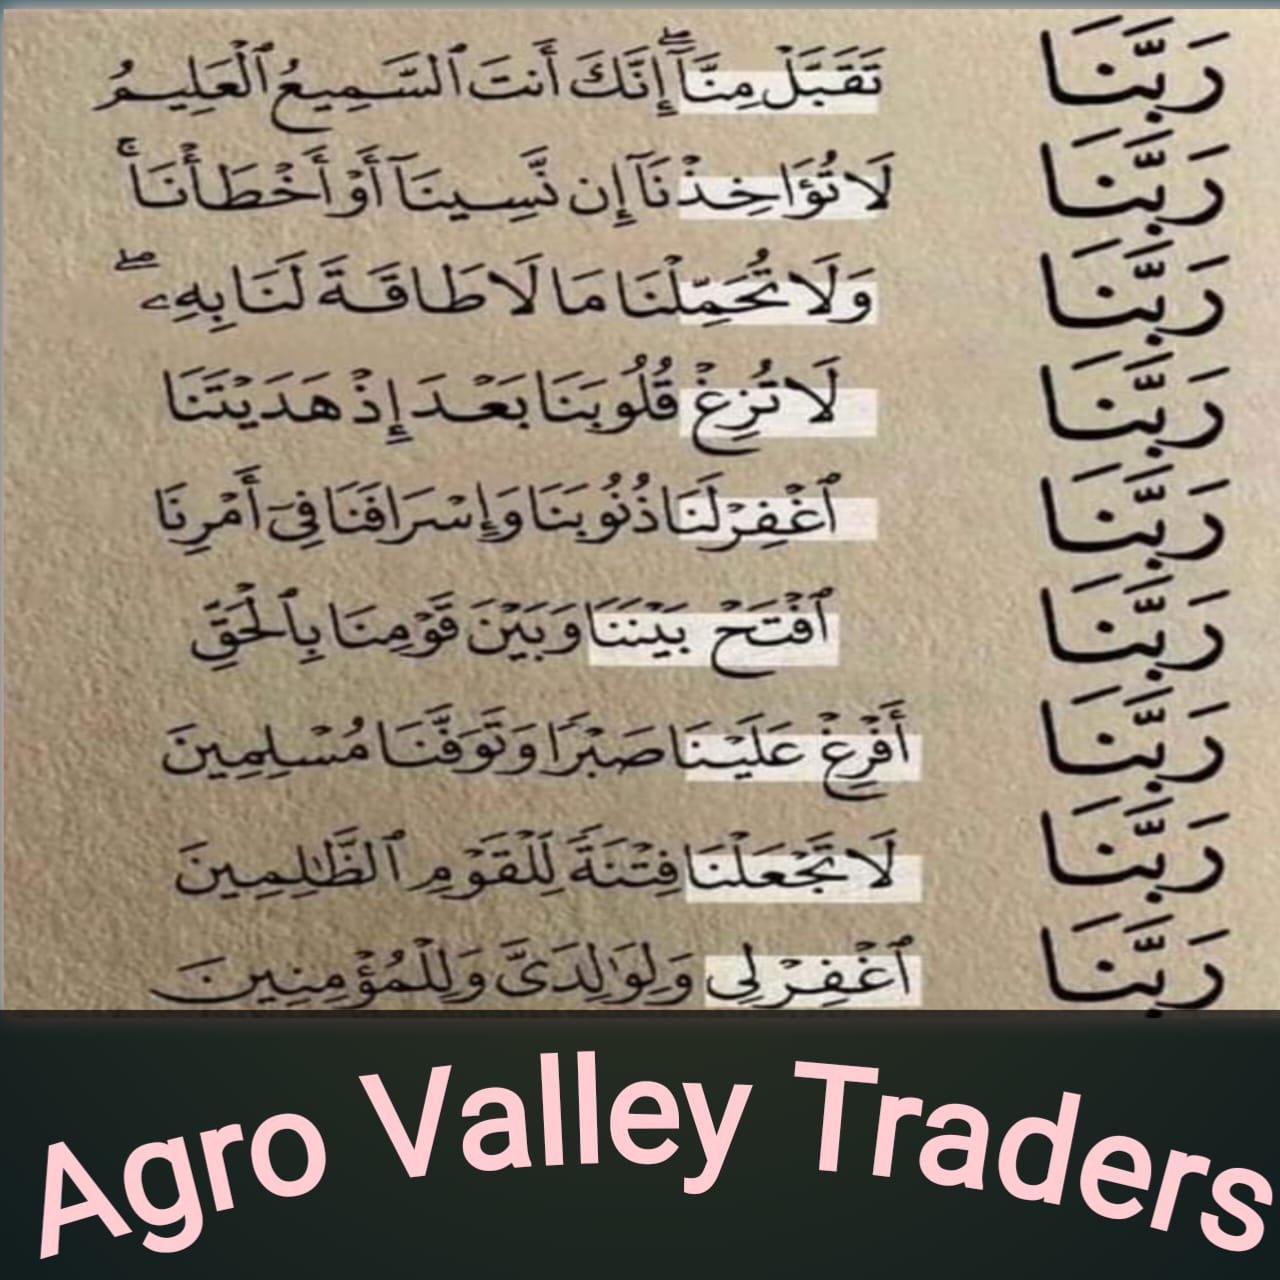 رَبَّنَا تَقَبَّلْ مِنَّآ ۖ إِنَّكَ أَنتَ ٱلسَّمِيعُ ٱلْعَلِيمُ
رَبَّنَا لَا تُؤَاخِذْنَآ إِن نَّسِينَآ أَوْ أَخْطَأْنَا ۚ
رَبَّنَا وَلَا تُحَمِّلْنَا مَا لَا طَاقَةَ لَنَا بِهِۦ ۖ
رَبَّنَا لَا تُزِغْ قُلُوبَنَا بَعْدَ إِذْ هَدَيْتَنَا
رَبَّنَا ٱغْفِرْ لَنَا ذُنُوبَنَا وَإِسْرَافَنَا فِىٓ أَمْرِنَا
رَبَّنَا ٱفْتَحْ بَيْنَنَا وَبَيْنَ قَوْمِنَا بِٱلْحَقِّ
رَبَّنَا أَفْرِغْ عَلَيْنَا صَبْرًا وَتَوَفَّنَا مُسْلِمِينَ
رَبَّنَا لَا تَجْعَلْنَا فِتْنَةً لِّلْقَوْمِ ٱلظَّٰلِمِينَ
رَبَّنَا ٱغْفِرْ لِى وَلِوَٰلِدَىَّ وَلِلْمُؤْمِنِينَ
Agro Valley Traders